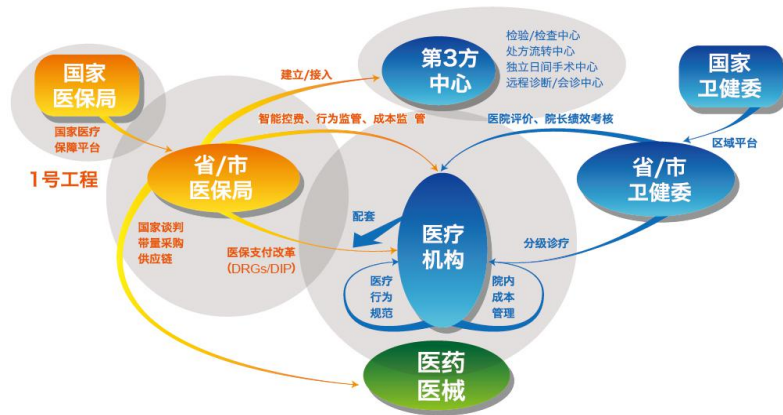 国家
医保局
国家医疗
保障平台
1号工程
建立/接入
第3方
中心
检验/检查中心
处方流转中心
独立日间手术中心
远程诊断/会诊中心
国家
卫健委
智能控费、行为监管、成本监 管
医院评价、院长绩效考核
区域平台
省/市
医保局
省/市
卫健委
国家谈判
带量采购
供应链
医保支付改革
(DRGs/DIP)
配套
医疗
机构
分级诊疗
医疗
行为
规范
院内
成本
管理
医药
医械